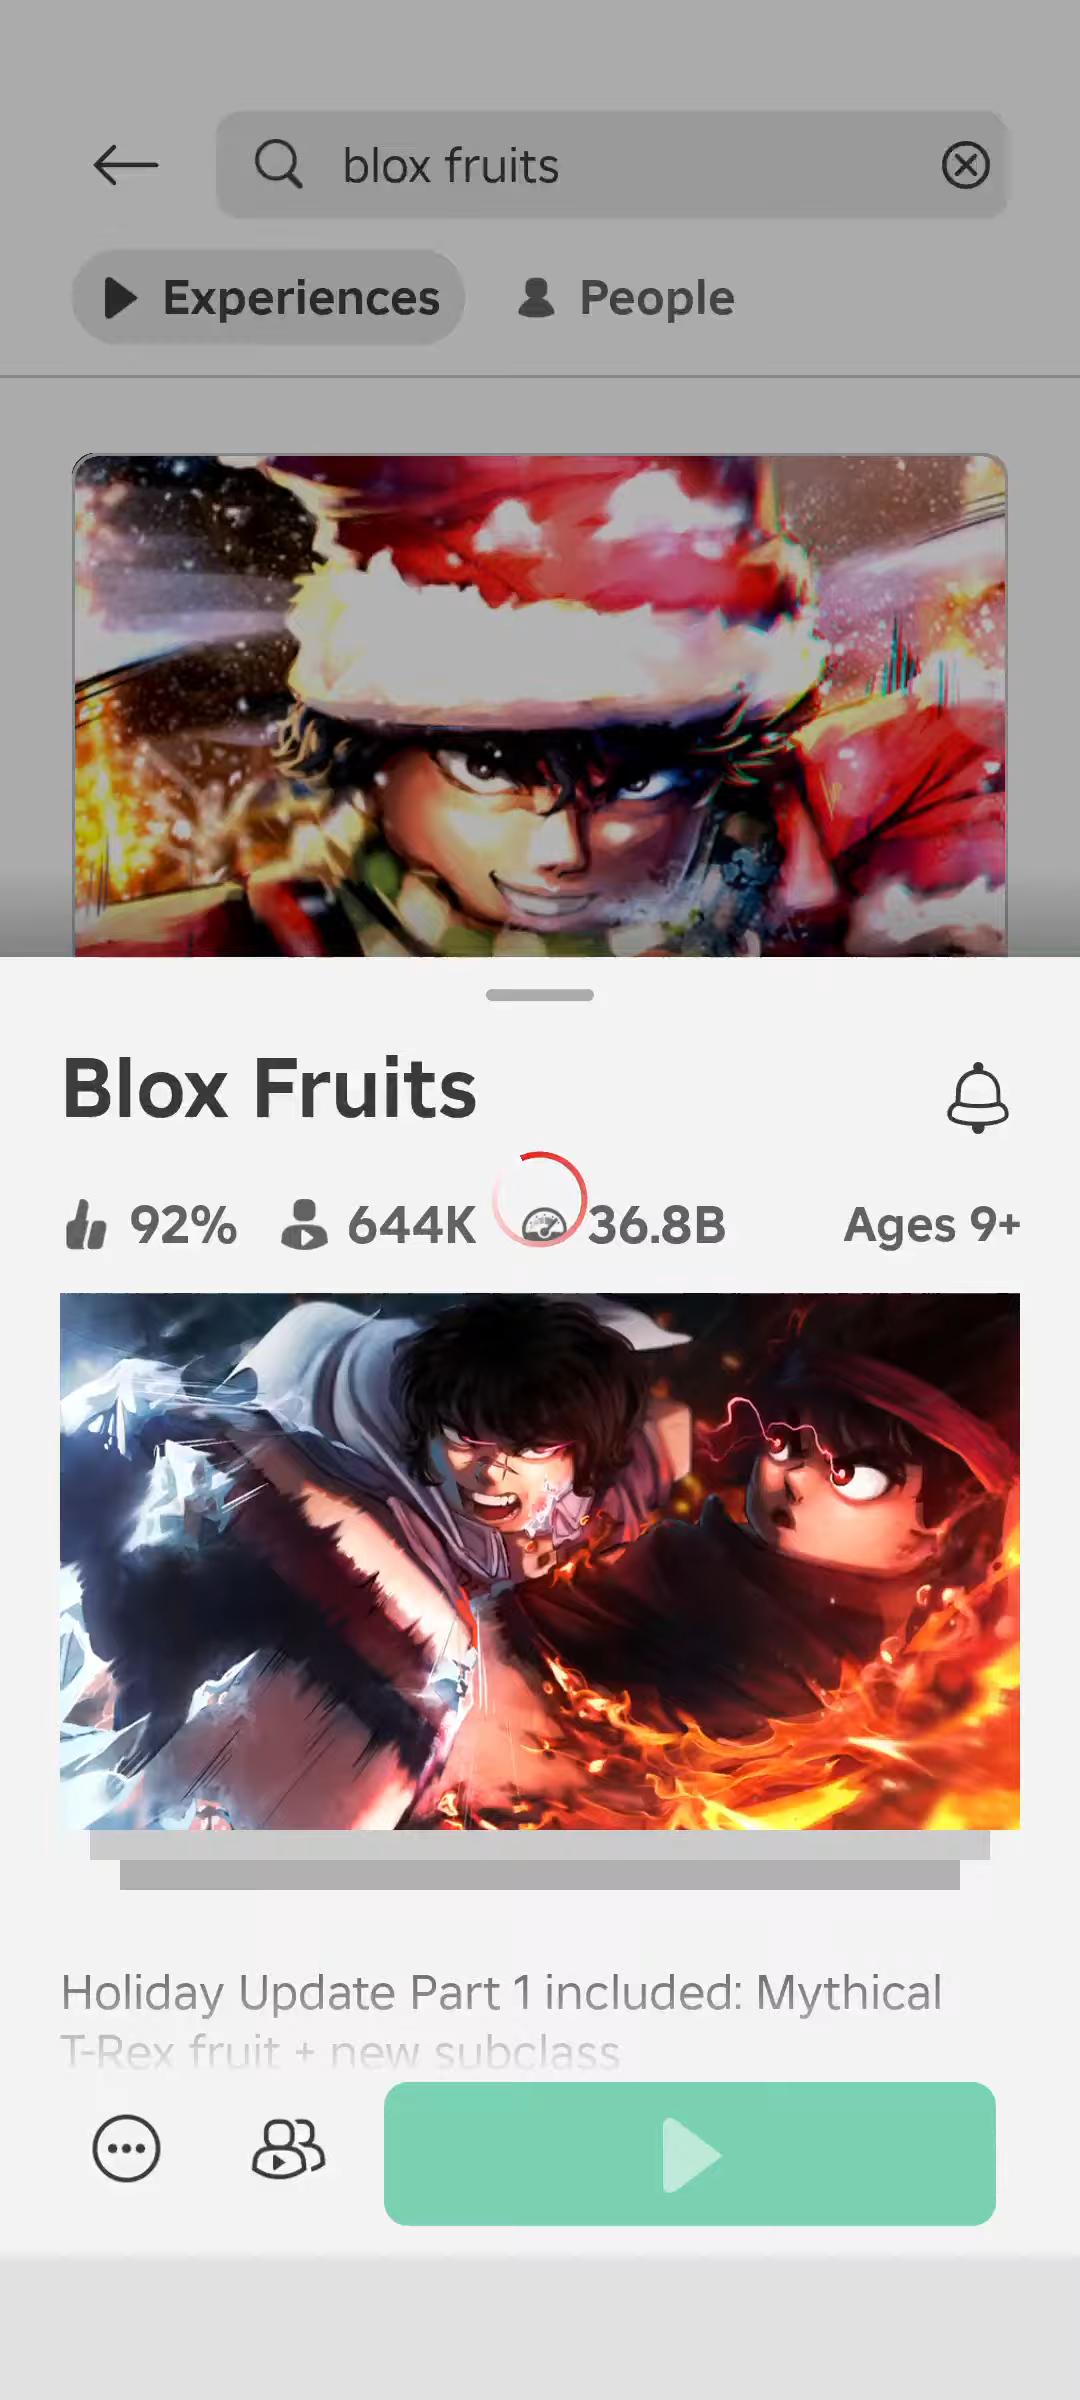 blox fruits
Experiences People
Blox Fruits
92% 644K 36.8B Ages 9+
Holiday Update Part 1 included: Mythical
T-Rex fruit + new subclass